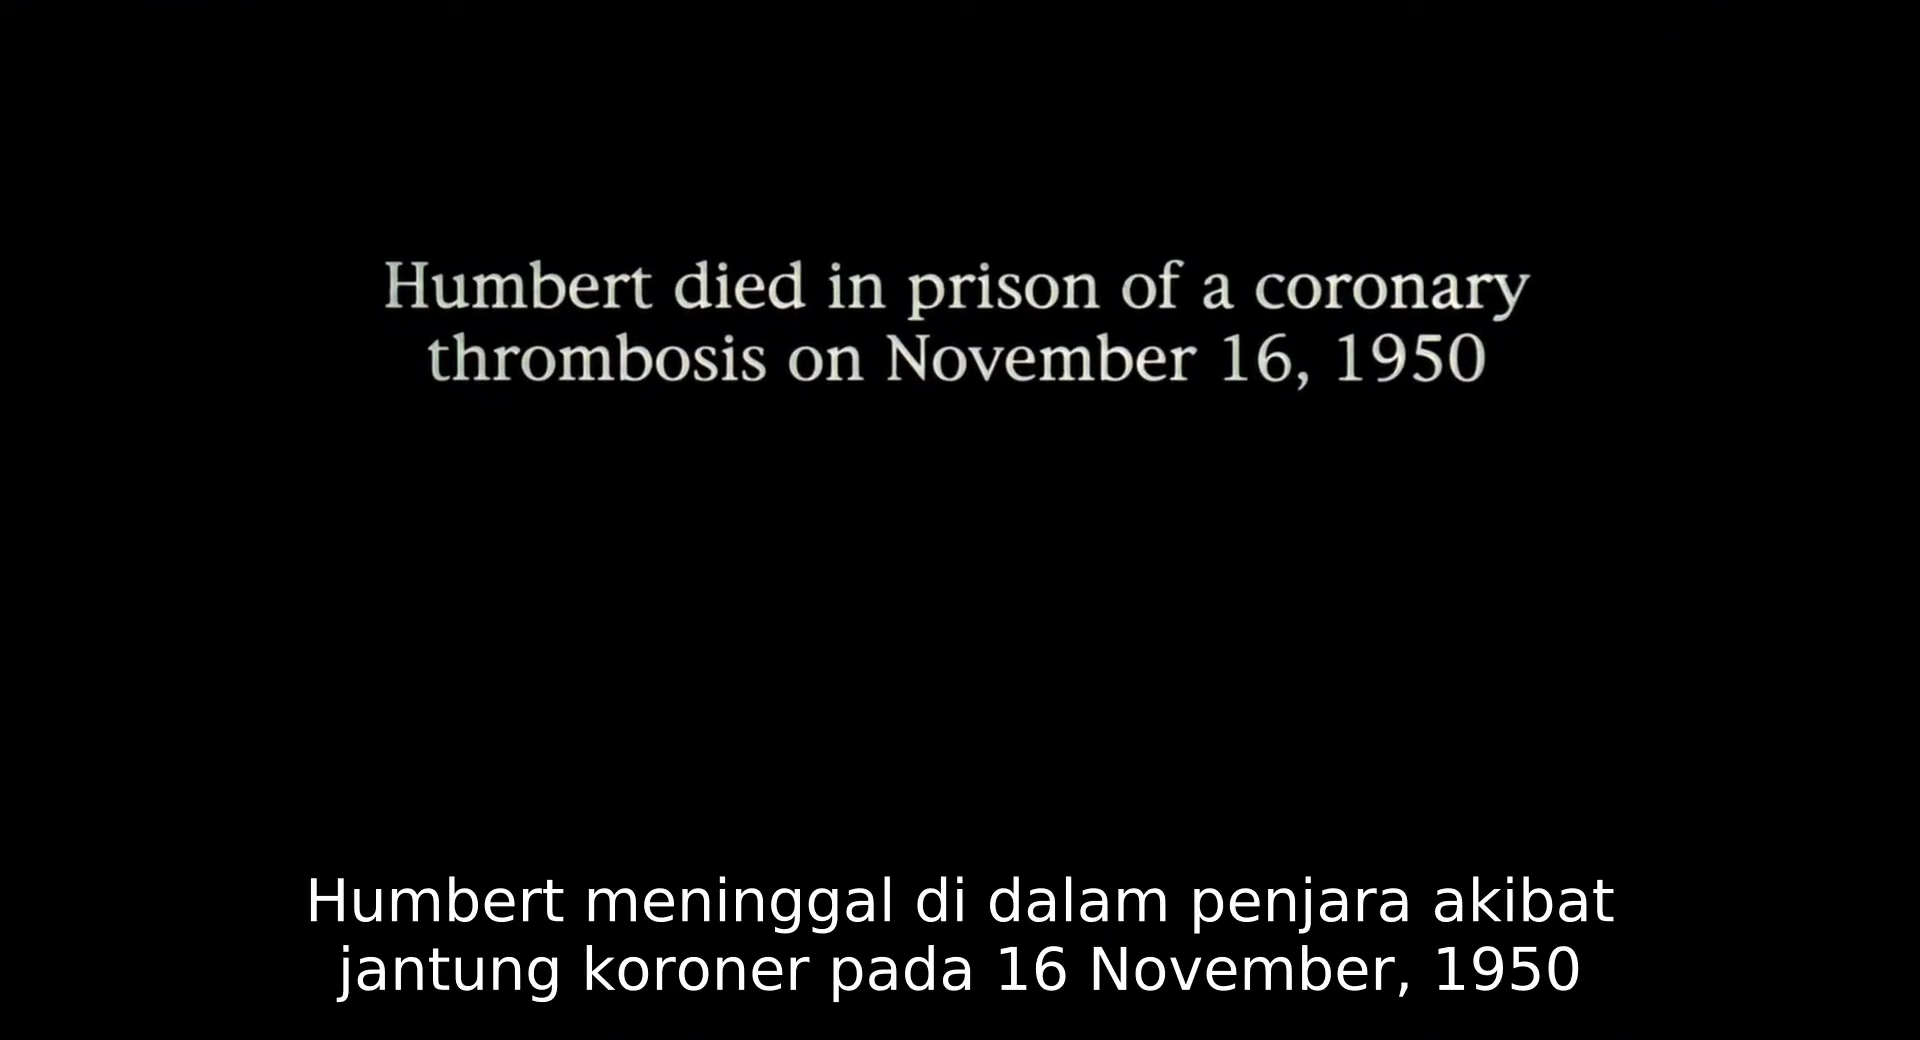 Humbert died in prison of a coronary
thrombosis on November 16, 1950
Humbert meninggal di dalam penjara akibat
jantung koroner pada 16 November, 1950